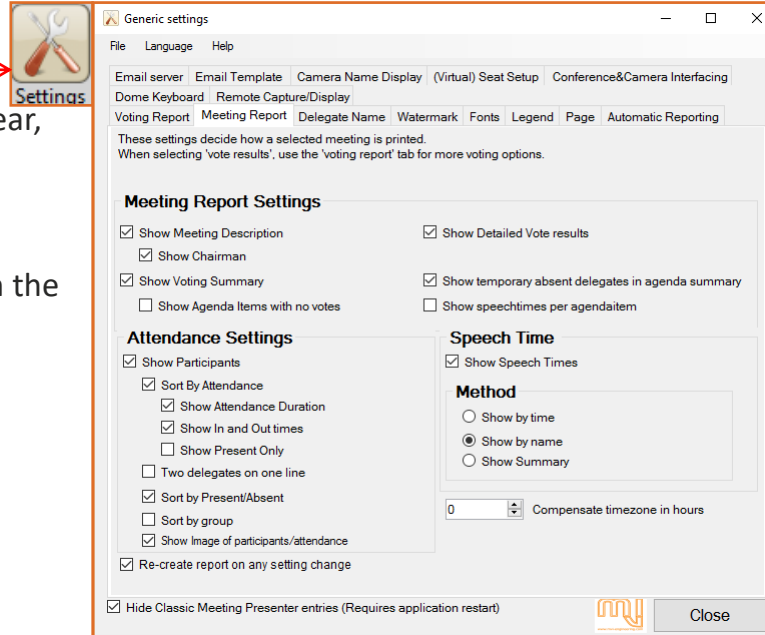 Settings
ear,
the
Generic settings
File Language Help
Email server Email Template Camera Name Display (Virtual) Seat Setup Conference&Camera Interfacing
Dome Keyboard Remote Capture/Display
Voting Report Meeting Report Delegate Name Watermark Fonts Legend Page Automatic Reporting
These settings decide how a selected meeting is printed.
When selecting 'vote results', use the 'voting report' tab for more voting options.
Meeting Report Settings
Show Meeting Description
Show Detailed Vote results
Show Chairman
Show Voting Summary
Show temporary absent delegates in agenda summary
Show Agenda Items with no votes
Show speechtimes per agendaitem
Attendance Settings
Show Participants
Sort By Attendance
Show Attendance Duration
Show In and Out times
Show Present Only
Two delegates on one line
Sort by Present/Absent
Sort by group
Show Image of participants/attendance
Speech Time
Show Speech Times
Method
Show by time
Show by name
Show Summary
0 Compensate timezone in hours
Re-create report on any setting change
Hide Classic Meeting Presenter entries (Requires application restart)
Close